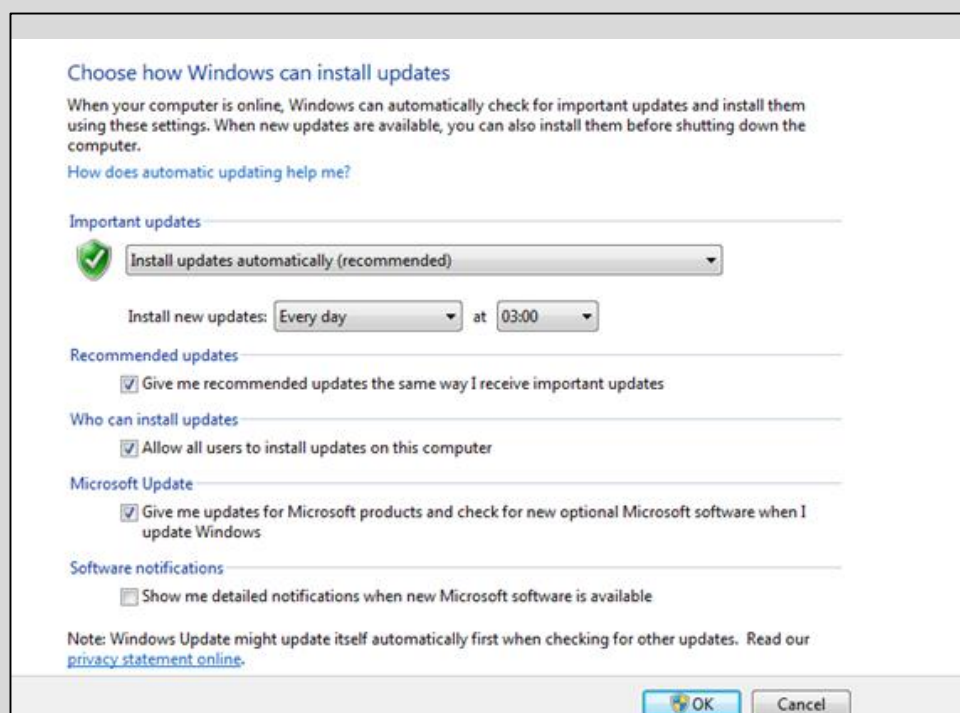 Choose how Windows can install updates
When your computer is online, Windows can automatically check for important updates and install them
using these settings. When new updates are available, you can also install them before shutting down the
computer.
How does automatic updating help me?
Important updates
Install updates automatically (recommended)
Install new updates: Every day at 03:00
Recommended updates
Give me recommended updates the same way I receive important updates
Who can install updates
Allow all users to install updates on this computer
Microsoft Update
Give me updates for Microsoft products and check for new optional Microsoft software when I
update Windows
Software notifications
Show me detailed notifications when new Microsoft software is available
Note: Windows Update might update itself automatically first when checking for other updates. Read our
privacy statement online.
OK Cancel